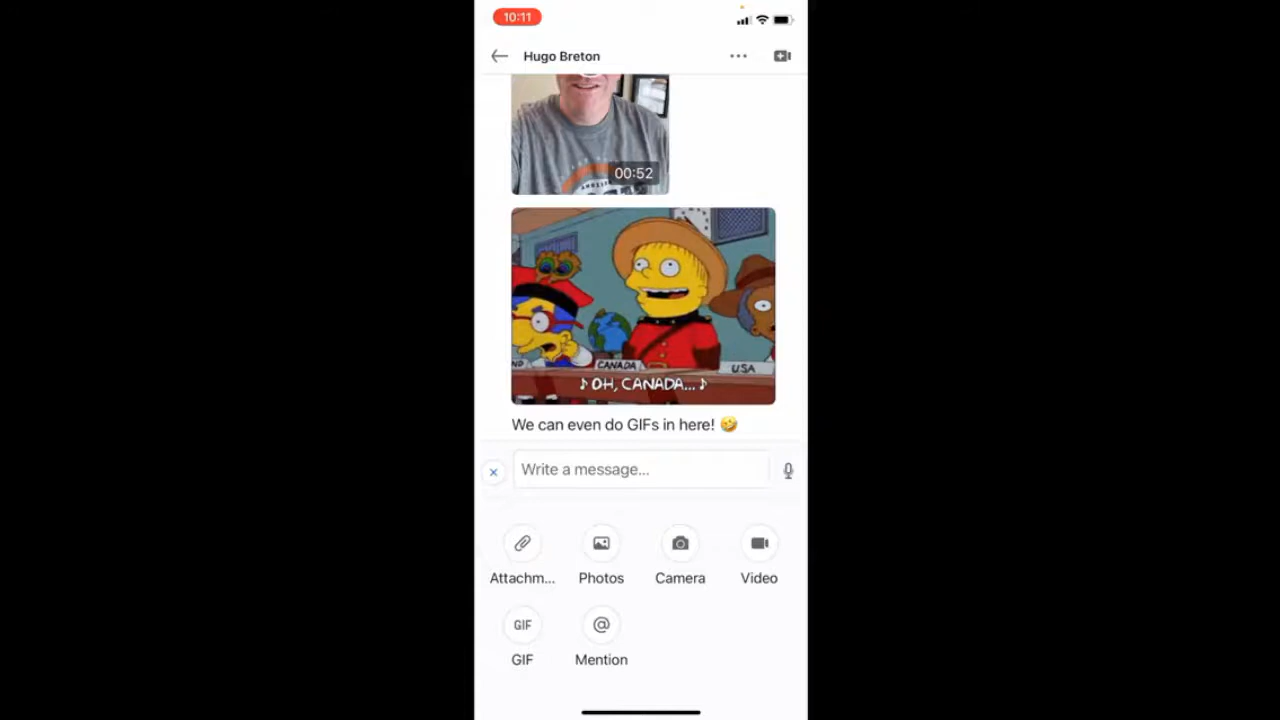 10:11
Hugo Breton
00:52
ND
CANADA
USA
♪ OH, CANADA... ♪
We can even do GIFs in here! 🤣
Write a message...
Attachm...
Photos
Camera
Video
GIF
GIF
@
Mention